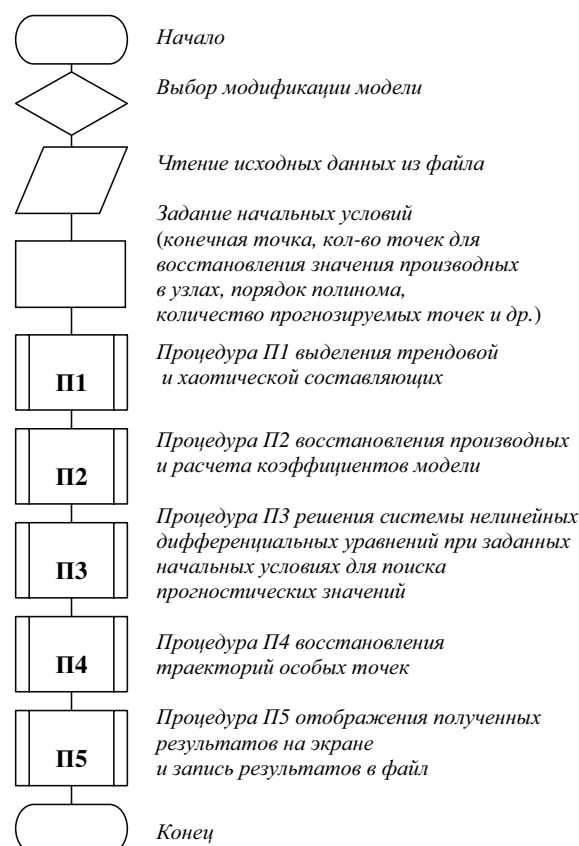 Начало
Выбор модификации модели
Чтение исходных данных из файла
Задание начальных условий
(конечная точка, кол-во точек для
восстановления значения производных
в узлах, порядок полинома,
количество прогнозируемых точек и др.)
П1
Процедура П1 выделения трендовой
и хаотической составляющих
П2
Процедура П2 восстановления производных
и расчета коэффициентов модели
П3
Процедура П3 решения системы нелинейных
дифференциальных уравнений при заданных
начальных условиях для поиска
прогностических значений
П4
Процедура П4 восстановления
траекторий особых точек
П5
Процедура П5 отображения полученных
результатов на экране
и запись результатов в файл
Конец